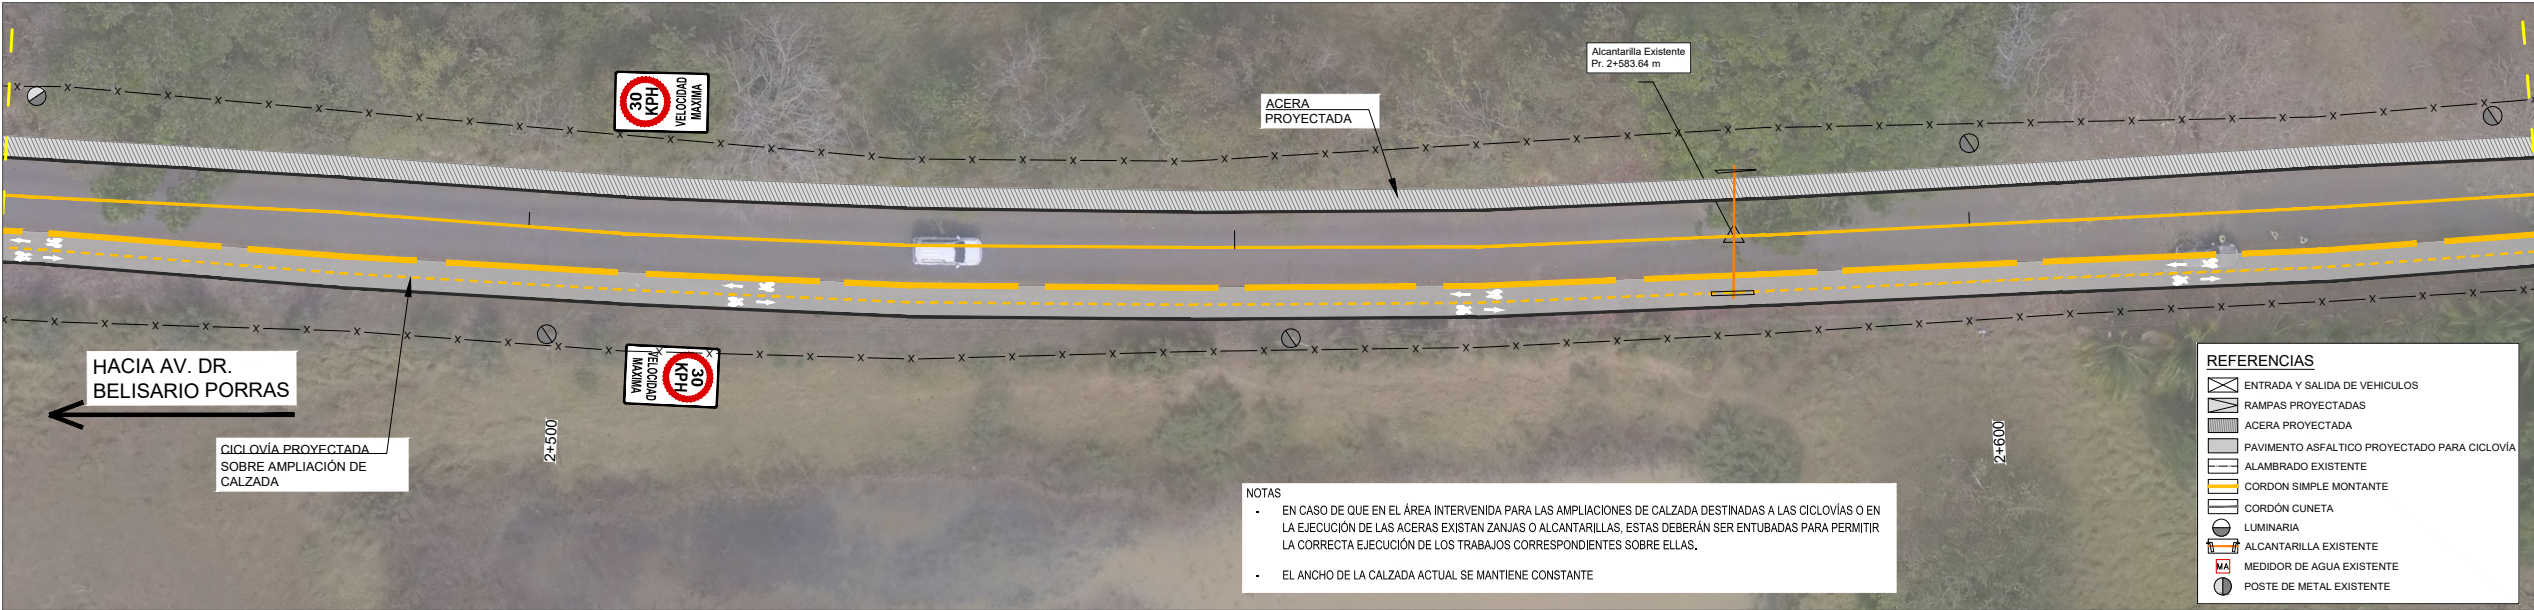 Alcantarilla Existente
Pr. 2+583.64 m
30
KPH
VELOCIDAD
MAXIMA
ACERA
PROYECTADA
HACIA AV. DR.
BELISARIO PORRAS
30
KPH
VELOCIDAD
MAXIMA
CICLOVÍA PROYECTADA
SOBRE AMPLIACIÓN DE
CALZADA
2+500
2+600
NOTAS
- EN CASO DE QUE EN EL ÁREA INTERVENIDA PARA LAS AMPLIACIONES DE CALZADA DESTINADAS A LAS CICLOVÍAS O EN
LA EJECUCIÓN DE LAS ACERAS EXISTAN ZANJAS O ALCANTARILLAS, ESTAS DEBERÁN SER ENTUBADAS PARA PERMITIR
LA CORRECTA EJECUCIÓN DE LOS TRABAJOS CORRESPONDIENTES SOBRE ELLAS.
- EL ANCHO DE LA CALZADA ACTUAL SE MANTIENE CONSTANTE
REFERENCIAS
ENTRADA Y SALIDA DE VEHICULOS
RAMPAS PROYECTADAS
ACERA PROYECTADA
PAVIMENTO ASFALTICO PROYECTADO PARA CICLOVÍA
ALAMBRADO EXISTENTE
CORDON SIMPLE MONTANTE
CORDÓN CUNETA
LUMINARIA
ALCANTARILLA EXISTENTE
MA MEDIDOR DE AGUA EXISTENTE
POSTE DE METAL EXISTENTE